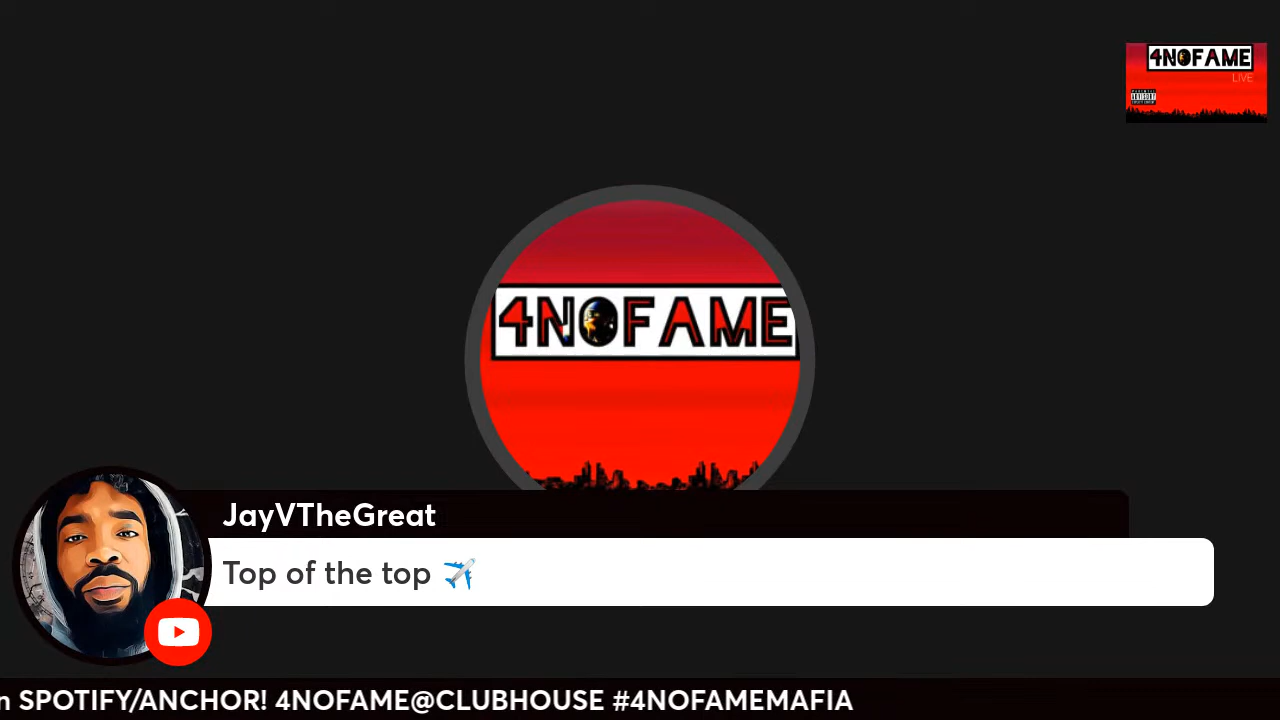 4NOFAME
LIVE
4NOFAME
JayVTheGreat
Top of the top ✈️
n SPOTIFY/ANCHOR! 4NOFAME@CLUBHOUSE #4NOFAMEMAFIA